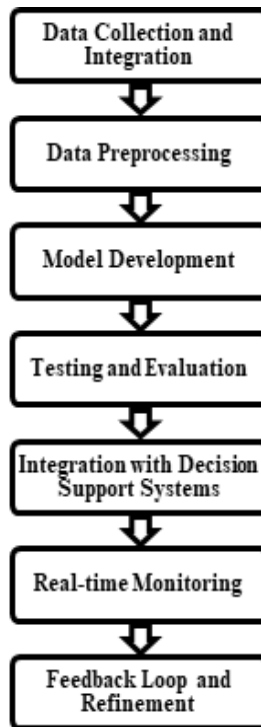 Data Collection and
Integration
Data Preprocessing
Model Development
Testing and Evaluation
Integration with Decision
Support Systems
Real-time Monitoring
Feedback Loop and
Refinement